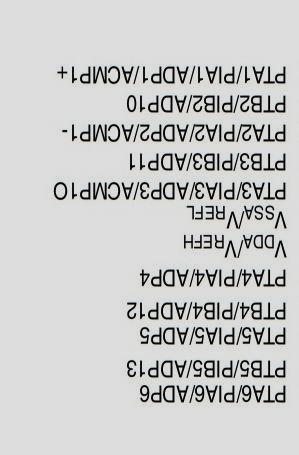 PTA6/PIA6/ADP6
PTB5/PIB5/ADP13
PTA5/PIA5/ADP5
PTB4/PIB4/ADP12
PTA4/PIA4/ADP4
VDDA/VREFH
VSSA/VREFL
PTA3/PIA3/ADP3/ACMP1O
PTB3/PIB3/ADP11
PTA2/PIA2/ADP2/ACMP1-
PTB2/PIB2/ADP10
PTA1/PIA1/ADP1/ACMP1+